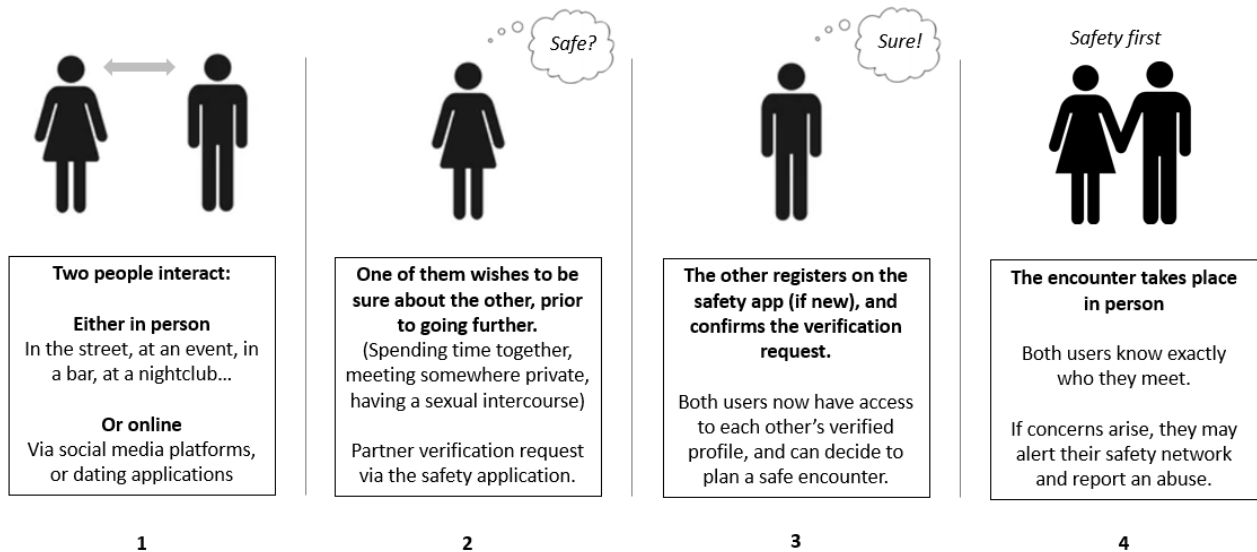 Safe?
Sure!
Safety first
Two people interact:
Either in person
In the street, at an event, in
a bar, at a nightclub...
Or online
Via social media platforms,
or dating applications
1
One of them wishes to be
sure about the other, prior
to going further.
(Spending time together,
meeting somewhere private,
having a sexual intercourse)
Partner verification request
via the safety application.
2
The other registers on the
safety app (if new), and
confirms the verification
request.
Both users now have access
to each other's verified
profile, and can decide to
plan a safe encounter.
3
The encounter takes place
in person
Both users know exactly
who they meet.
If concerns arise, they may
alert their safety network
and report an abuse.
4